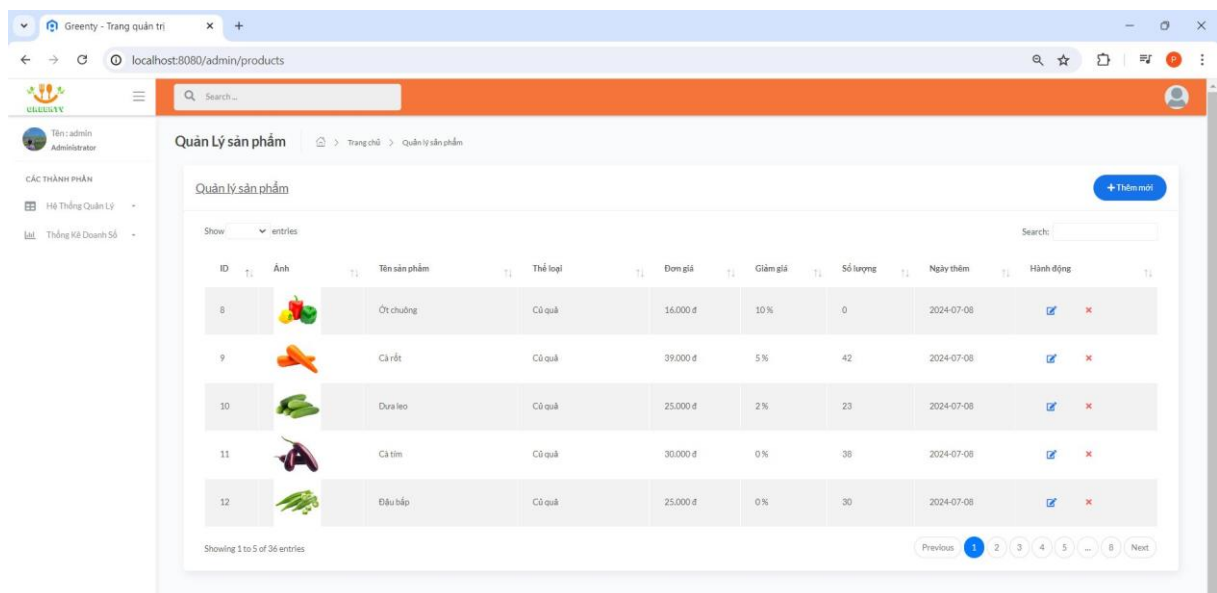 Greenty - Trang quản trị
localhost:8080/admin/products
P
GREENTY
Search ...
Tên : admin
Administrator
Quản Lý sản phẩm
Trang chủ > Quản lý sản phẩm
CÁC THÀNH PHẦN
Hệ Thống Quản Lý
Thống Kê Doanh Số
Quản lý sản phẩm
+ Thêm mới
Show entries
Search:
ID Ảnh Tên sản phẩm Thể loại Đơn giá Giảm giá Số lượng Ngày thêm Hành động
8 Ớt chuông Củ quả 16.000 đ 10 % 0 2024-07-08
9 Cà rốt Củ quả 39.000 đ 5 % 42 2024-07-08
10 Dưa leo Củ quả 25.000 đ 2 % 23 2024-07-08
11 Cà tím Củ quả 30.000 đ 0 % 38 2024-07-08
12 Đậu bắp Củ quả 25.000 đ 0 % 30 2024-07-08
Showing 1 to 5 of 36 entries
Previous 1 2 3 4 5 ... 8 Next